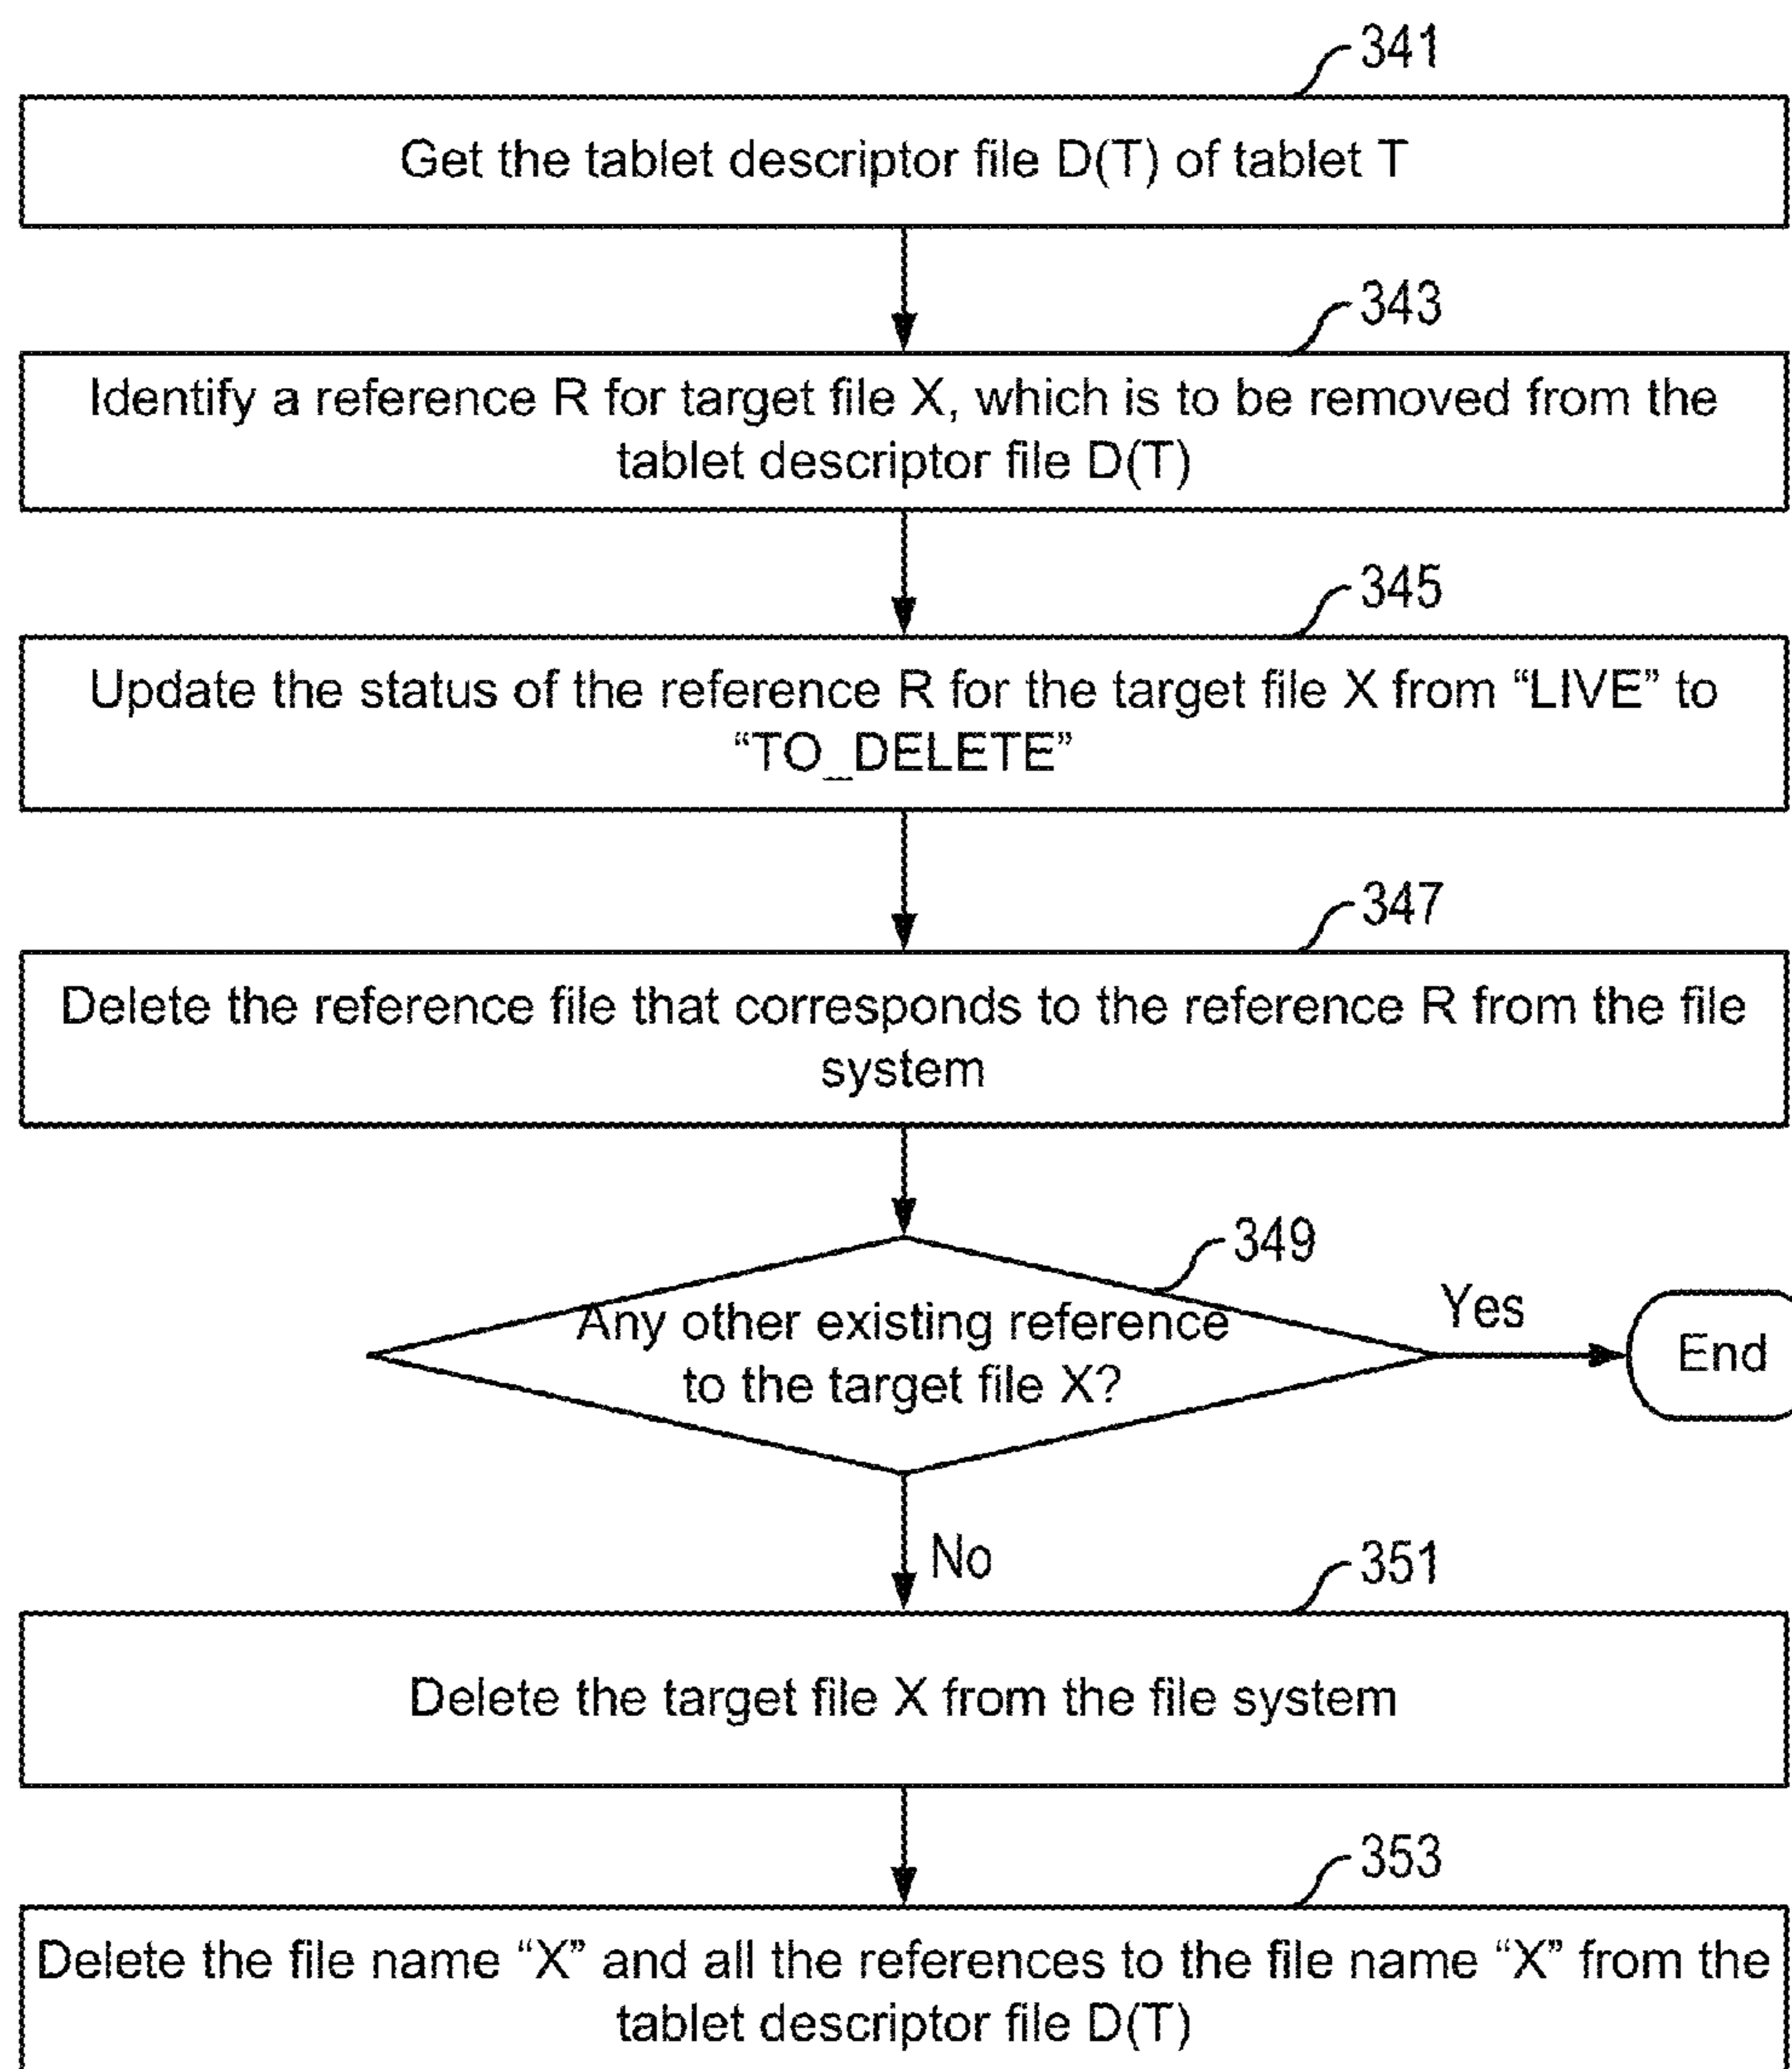 341
Get the tablet descriptor file D(T) of tablet T
343
Identify a reference R for target file X, which is to be removed from the
tablet descriptor file D(T)
345
Update the status of the reference R for the target file X from “LIVE” to
“TO_DELETE”
347
Delete the reference file that corresponds to the reference R from the file
system
349
Any other existing reference
to the target file X?
Yes
End
No
351
Delete the target file X from the file system
353
Delete the file name “X” and all the references to the file name “X” from the
tablet descriptor file D(T)